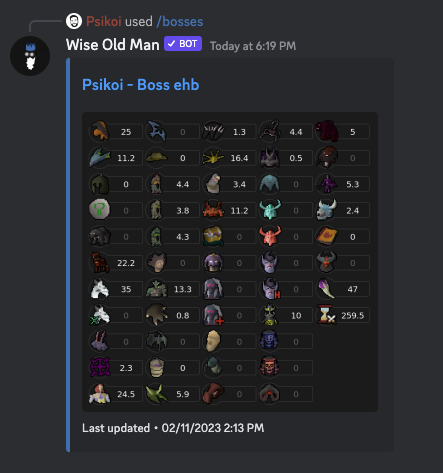 Psikoi used /bosses
Wise Old Man ✓ BOT Today at 6:19 PM
Psikoi - Boss ehb
25 0 1.3 4.4 5
11.2 0 16.4 0.5 0
0 4.4 3.4 0 5.3
0 3.8 11.2 0 2.4
0 4.3 0 0 0
22.2 0 0 0 0
35 13.3 0 0 47
0 0.8 0 10 259.5
0 0 0 0
2.3 0 0 0
24.5 5.9 0 0
Last updated • 02/11/2023 2:13 PM